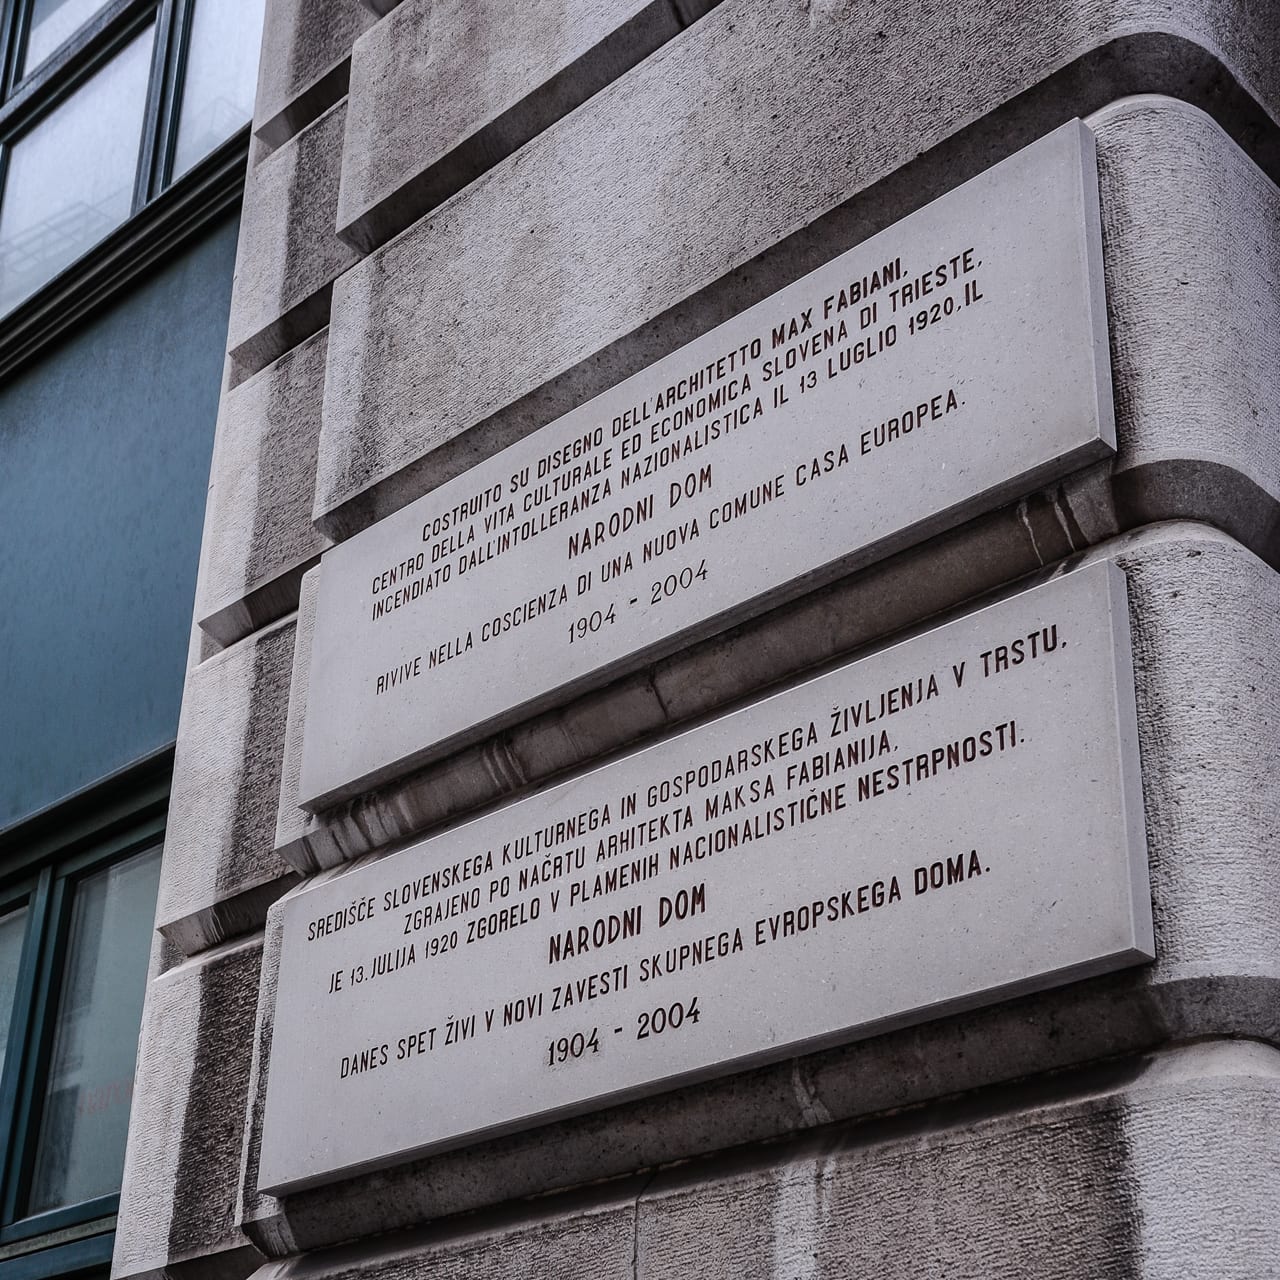 COSTRUITO SU DISEGNO DELL'ARCHITETTO MAX FABIANI,
CENTRO DELLA VITA CULTURALE ED ECONOMICA SLOVENA DI TRIESTE,
INCENDIATO DALL'INTOLLERANZA NAZIONALISTICA IL 13 LUGLIO 1920, IL
NARODNI DOM
RIVIVE NELLA COSCIENZA DI UNA NUOVA COMUNE CASA EUROPEA.
1904 - 2004
SREDIŠČE SLOVENSKEGA KULTURNEGA IN GOSPODARSKEGA ŽIVLJENJA V TRSTU,
ZGRAJENO PO NAČRTU ARHITEKTA MAKSA FABIANIJA,
JE 13. JULIJA 1920 ZGORELO V PLAMENIH NACIONALISTIČNE NESTRPNOSTI.
NARODNI DOM
DANES SPET ŽIVI V NOVI ZAVESTI SKUPNEGA EVROPSKEGA DOMA.
1904 - 2004